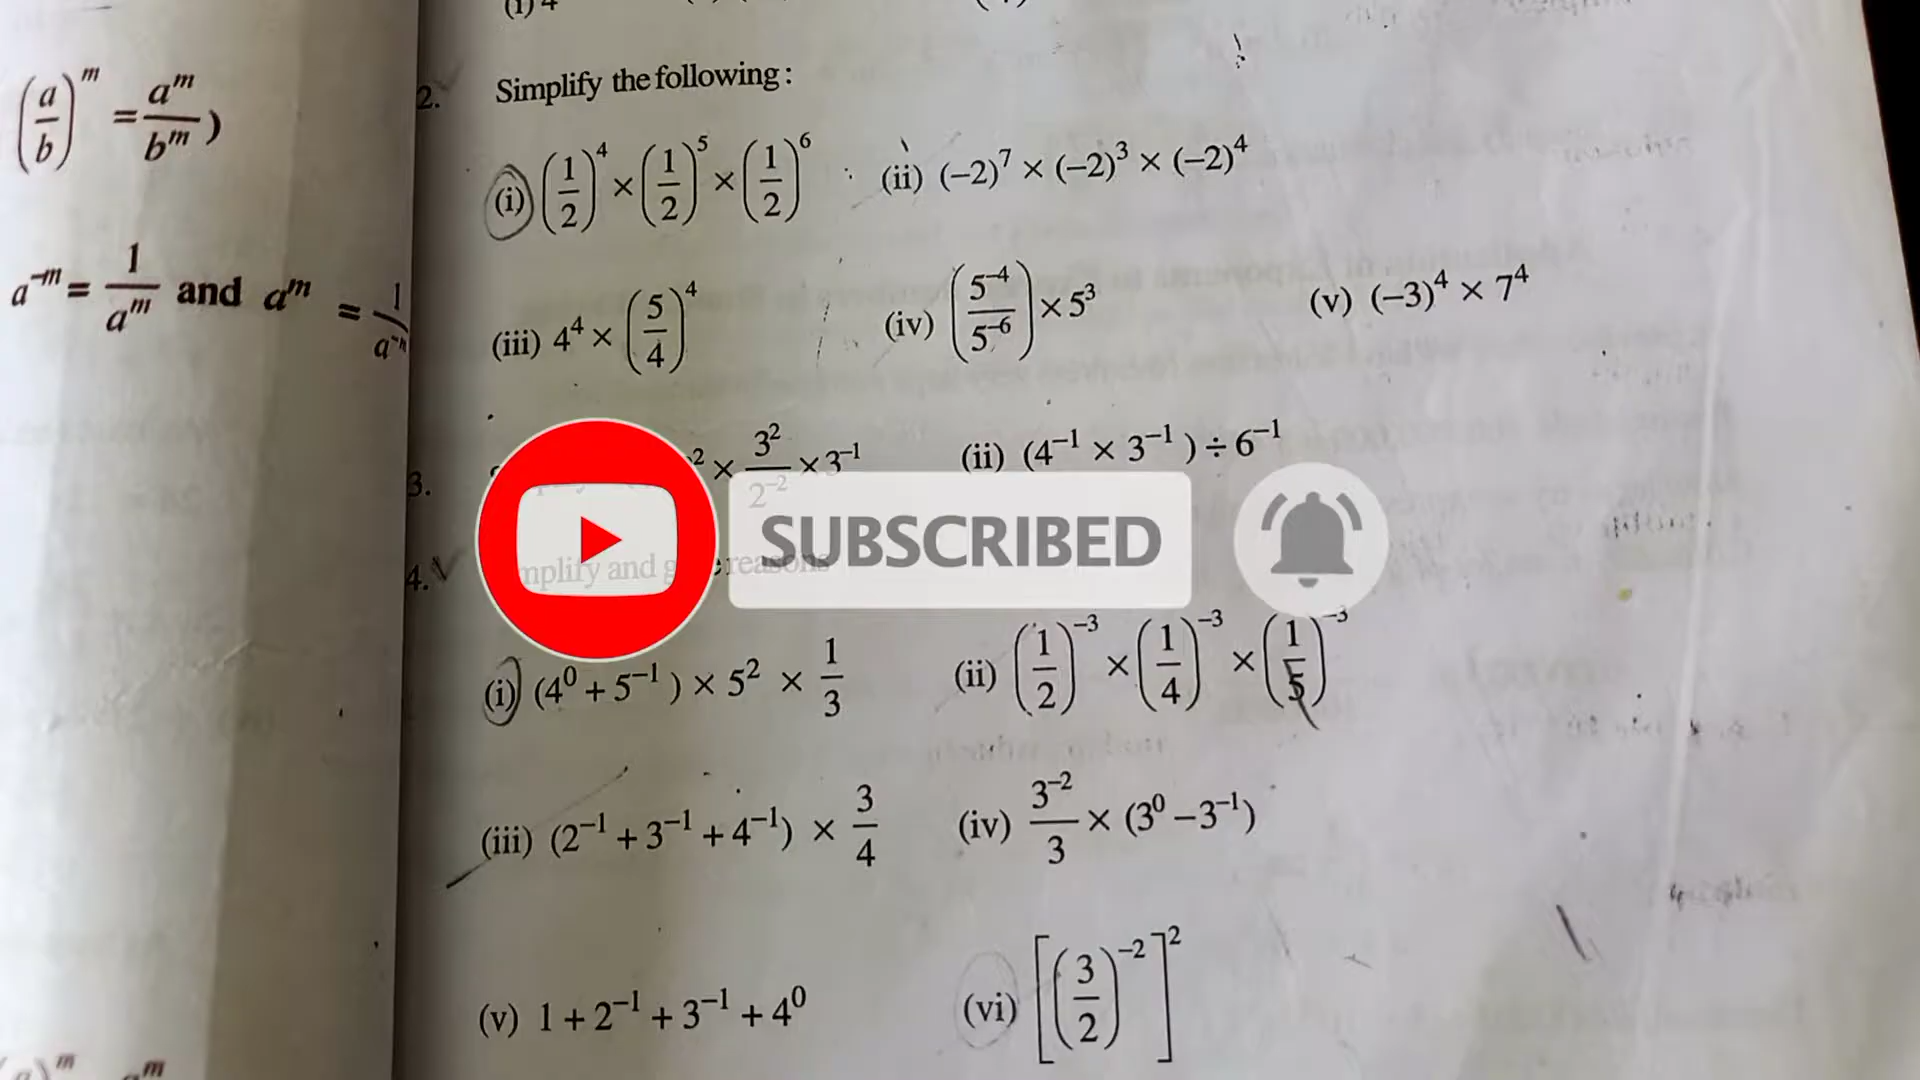 (i) 4
(a/b)^m = a^m/b^m )
a^–m = 1/a^m and a^m = 1/a^–m
2. Simplify the following :
(i) (1/2)^4 × (1/2)^5 × (1/2)^6 (ii) (–2)^7 × (–2)^3 × (–2)^4
(iii) 4^4 × (5/4)^4 (iv) (5^–4/5^–6) × 5^3 (v) (–3)^4 × 7^4
3. ^2 × 3^2/2^–2 × 3^–1 (ii) (4^–1 × 3^–1 ) ÷ 6^–1
SUBSCRIBED
4. mplify and g e reasons
(i) (4^0 + 5^–1 ) × 5^2 × 1/3 (ii) (1/2)^–3 × (1/4)^–3 × (1/5)^–3
(iii) (2^–1 + 3^–1 + 4^–1) × 3/4 (iv) 3^–2/3 × (3^0 – 3^–1)
(v) 1 + 2^–1 + 3^–1 + 4^0 (vi) [(3/2)^–2]^2